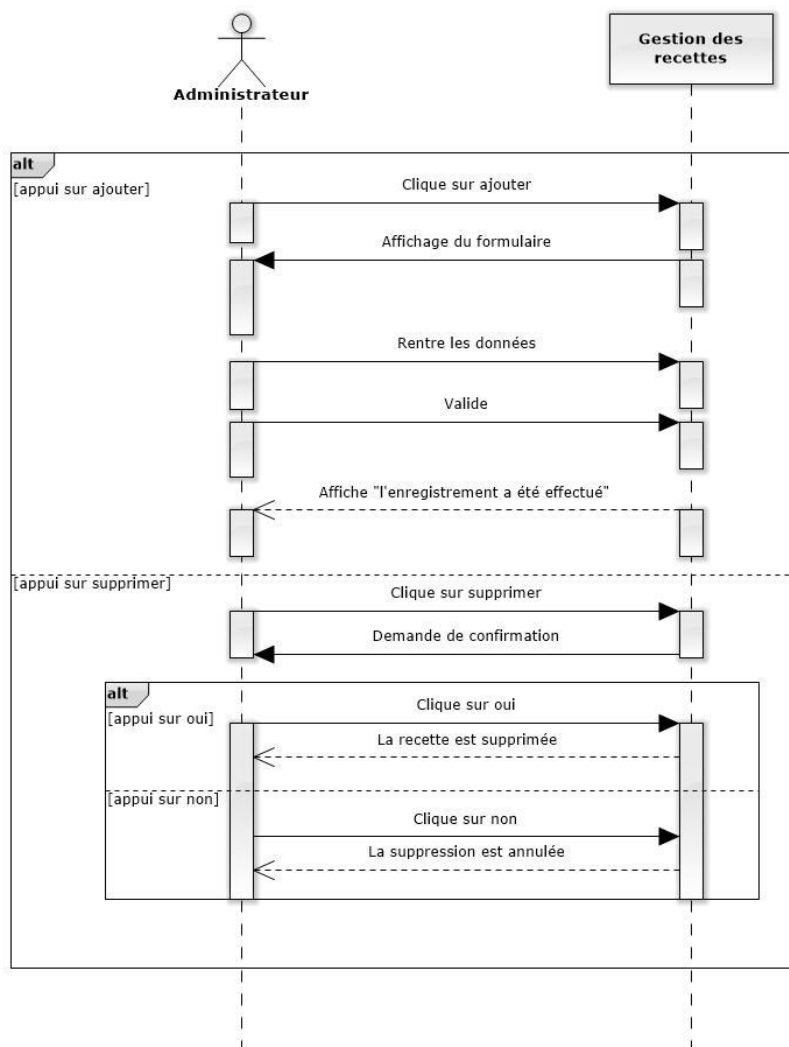 Administrateur
Gestion des
recettes
alt
[appui sur ajouter]
Clique sur ajouter
Affichage du formulaire
Rentre les données
Valide
Affiche "l'enregistrement a été effectué"
[appui sur supprimer]
Clique sur supprimer
Demande de confirmation
alt
[appui sur oui]
Clique sur oui
La recette est supprimée
[appui sur non]
Clique sur non
La suppression est annulée